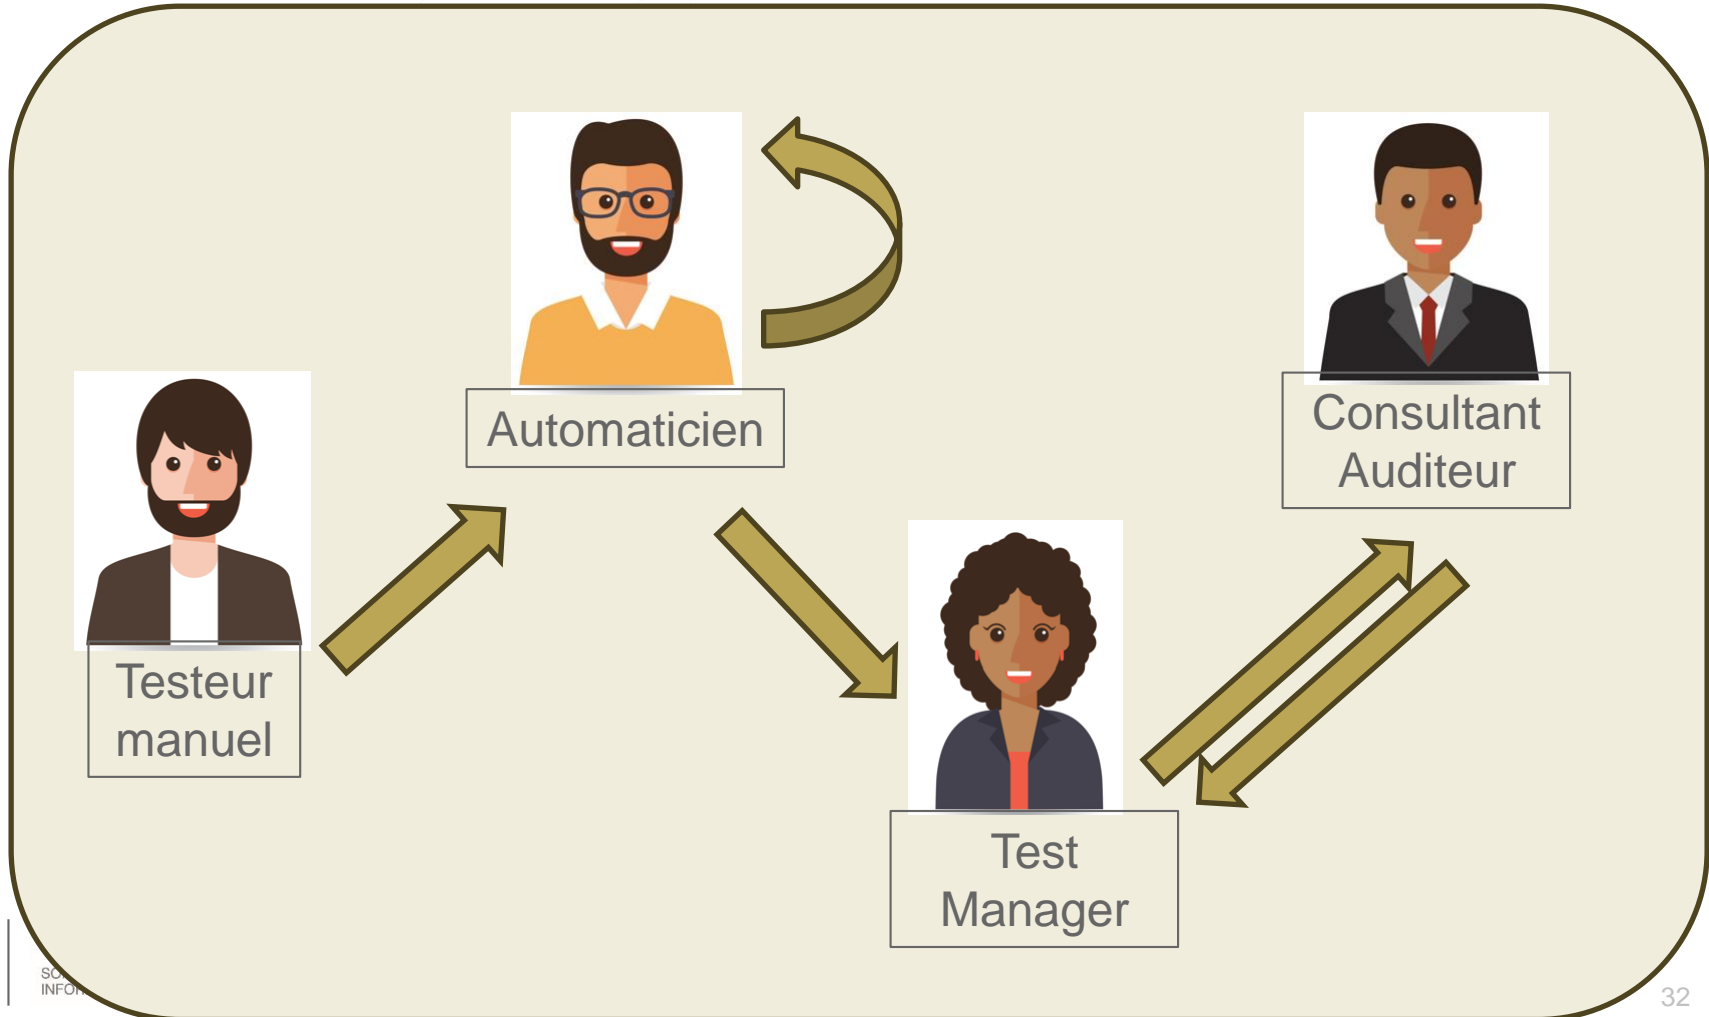 Automaticien
Consultant
Auditeur
Testeur
manuel
Test
Manager
32